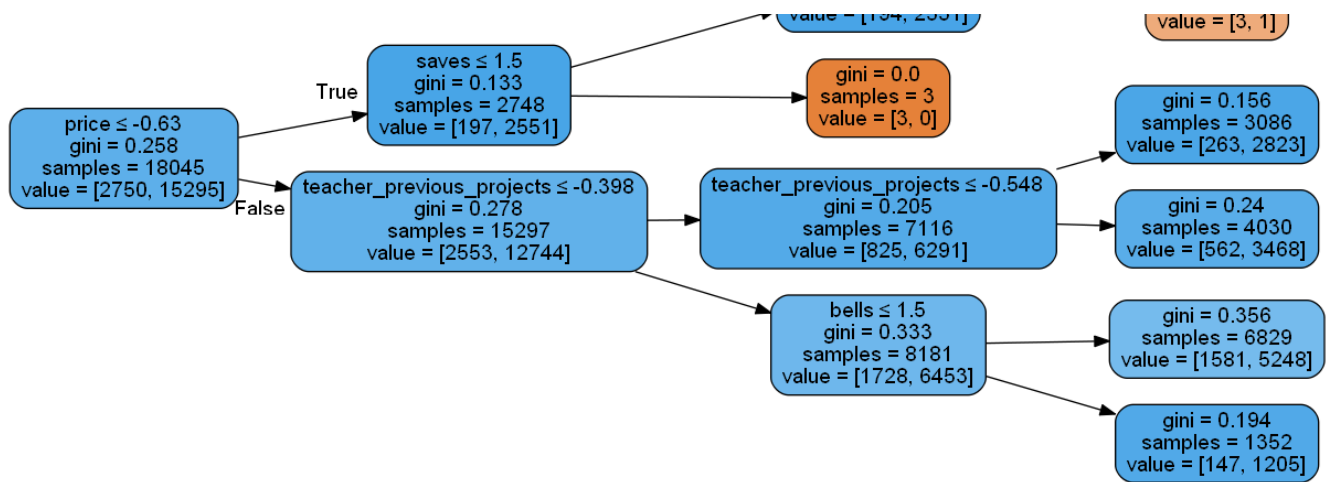 value = [194, 2551]
value = [3, 1]
saves ≤ 1.5
gini = 0.133
samples = 2748
value = [197, 2551]
gini = 0.0
samples = 3
value = [3, 0]
True
price ≤ -0.63
gini = 0.258
samples = 18045
value = [2750, 15295]
False
teacher_previous_projects ≤ -0.398
gini = 0.278
samples = 15297
value = [2553, 12744]
teacher_previous_projects ≤ -0.548
gini = 0.205
samples = 7116
value = [825, 6291]
gini = 0.156
samples = 3086
value = [263, 2823]
gini = 0.24
samples = 4030
value = [562, 3468]
bells ≤ 1.5
gini = 0.333
samples = 8181
value = [1728, 6453]
gini = 0.356
samples = 6829
value = [1581, 5248]
gini = 0.194
samples = 1352
value = [147, 1205]